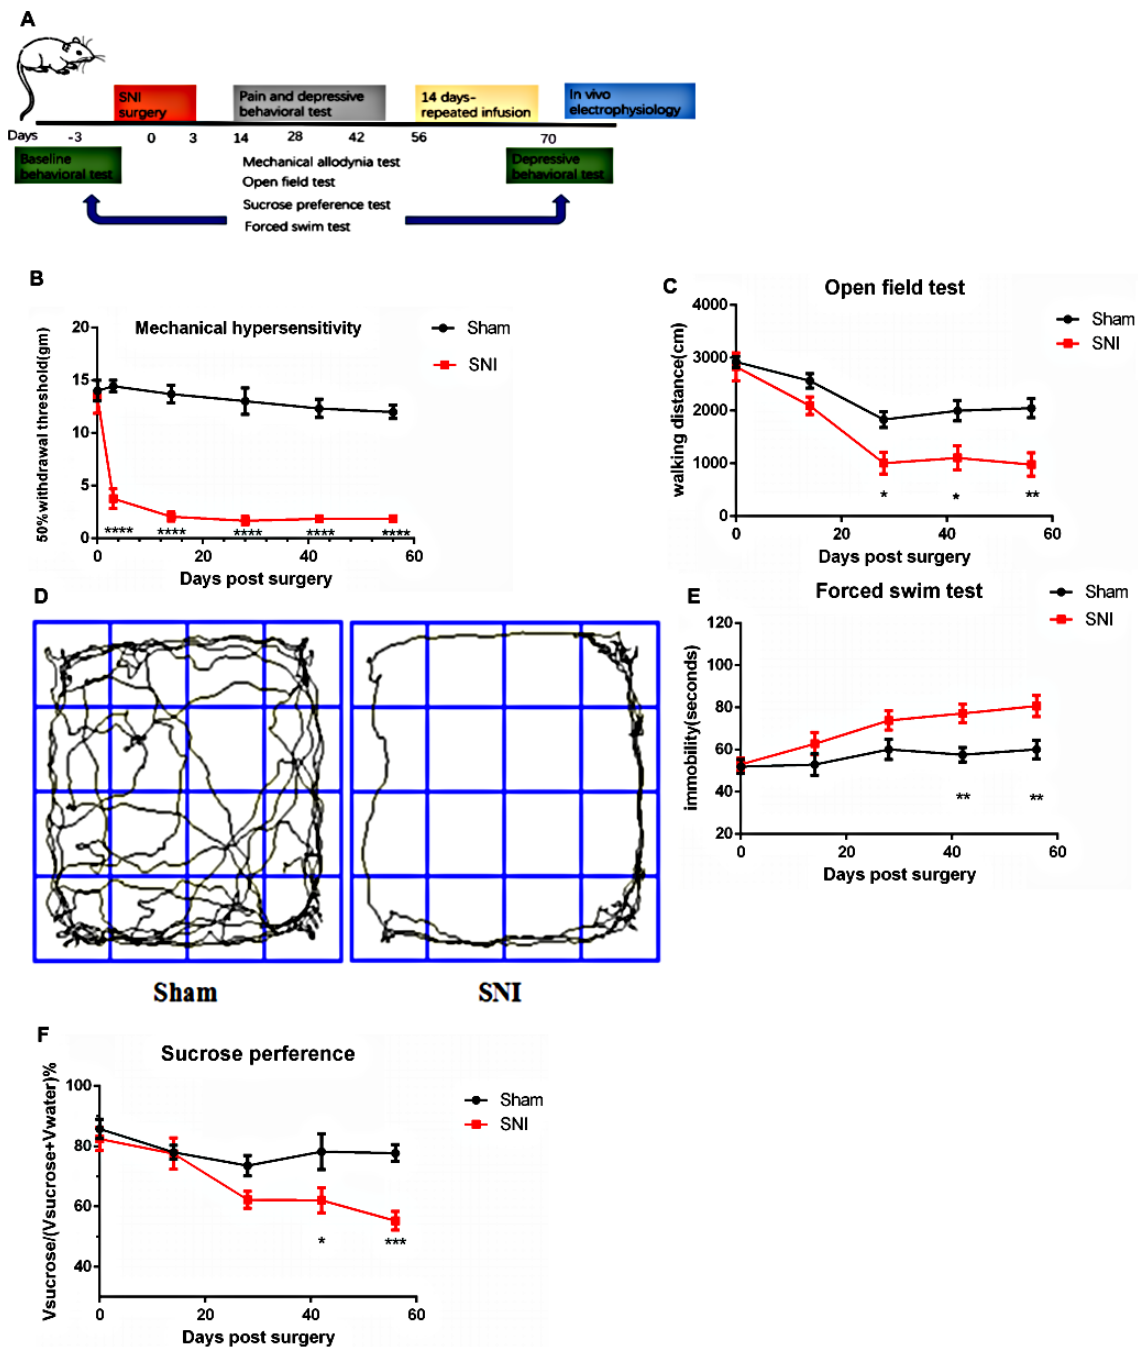 A
SNI
surgery
Pain and depressive
behavioral test
14 days-
repeated infusion
In vivo
electrophysiology
Days -3 0 3 14 28 42 56 70
Baseline
behavioral test
Mechanical allodynia test
Open field test
Sucrose preference test
Forced swim test
Depressive
behavioral test
B
Mechanical hypersensitivity
Sham
SNI
50%withdrawal threshold(gm)
20
15
10
5
0
**** **** **** **** ****
0 20 40 60
Days post surgery
C
Open field test
Sham
SNI
walking distance(cm)
4000
3000
2000
1000
0
* * **
0 20 40 60
Days post surgery
D
Sham
SNI
E
Forced swim test
Sham
SNI
immobility(seconds)
120
100
80
60
40
20
** **
0 20 40 60
Days post surgery
F
Sucrose perference
Sham
SNI
Vsucrose/(Vsucrose+Vwater)%
100
80
60
40
* ***
0 20 40 60
Days post surgery